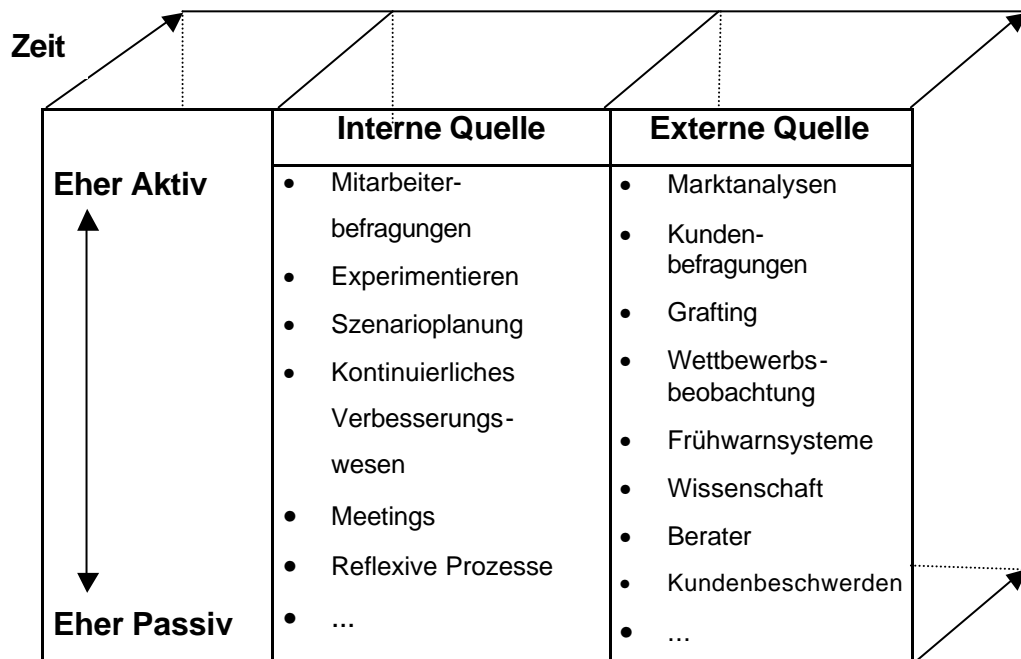 Zeit
Interne Quelle
Externe Quelle
Eher Aktiv
Eher Passiv
• Mitarbeiter-
befragungen
• Experimentieren
• Szenarioplanung
• Kontinuierliches
Verbesserungs-
wesen
• Meetings
• Reflexive Prozesse
• ...
• Marktanalysen
• Kunden-
befragungen
• Grafting
• Wettbewerbs-
beobachtung
• Frühwarnsysteme
• Wissenschaft
• Berater
• Kundenbeschwerden
• ...